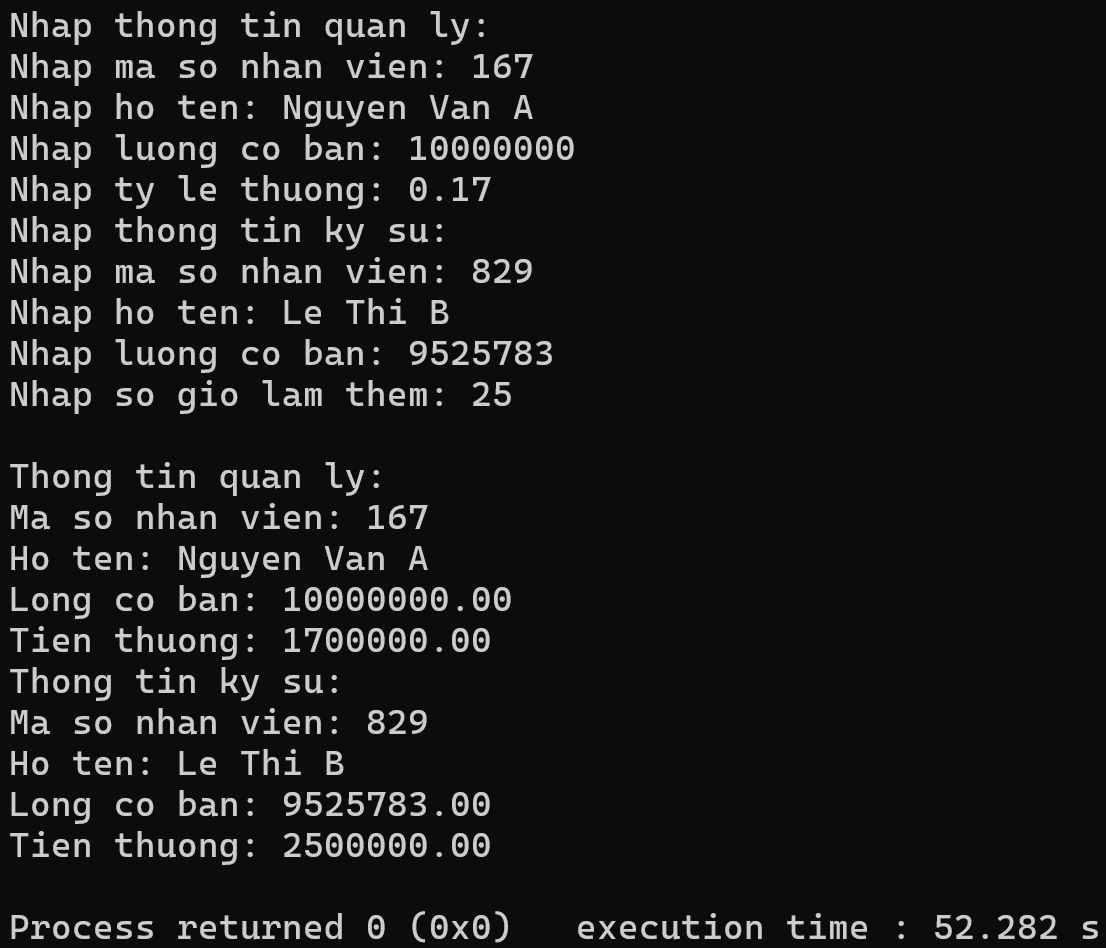 Nhap thong tin quan ly:
Nhap ma so nhan vien: 167
Nhap ho ten: Nguyen Van A
Nhap luong co ban: 10000000
Nhap ty le thuong: 0.17
Nhap thong tin ky su:
Nhap ma so nhan vien: 829
Nhap ho ten: Le Thi B
Nhap luong co ban: 9525783
Nhap so gio lam them: 25

Thong tin quan ly:
Ma so nhan vien: 167
Ho ten: Nguyen Van A
Long co ban: 10000000.00
Tien thuong: 1700000.00
Thong tin ky su:
Ma so nhan vien: 829
Ho ten: Le Thi B
Long co ban: 9525783.00
Tien thuong: 2500000.00

Process returned 0 (0x0)   execution time : 52.282 s